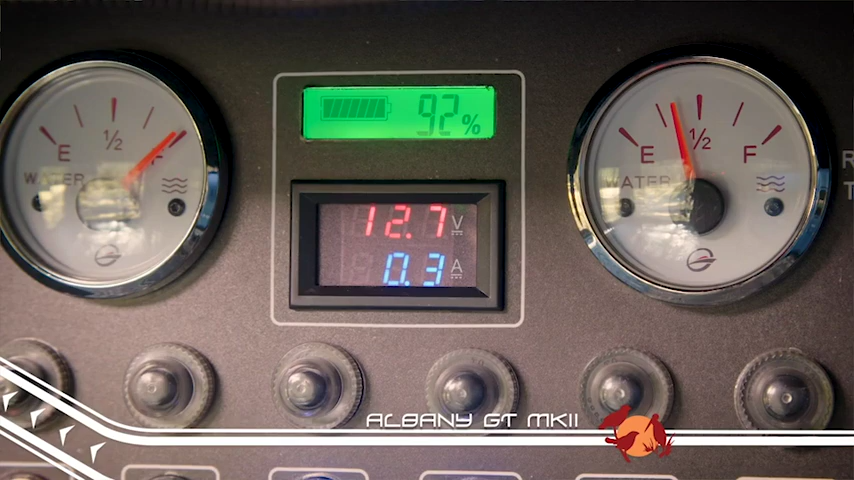 92%
E
1/2
F
WATER
12.7 V
0.3 A
E
1/2
F
WATER
R
T
ALBANY GT MKII